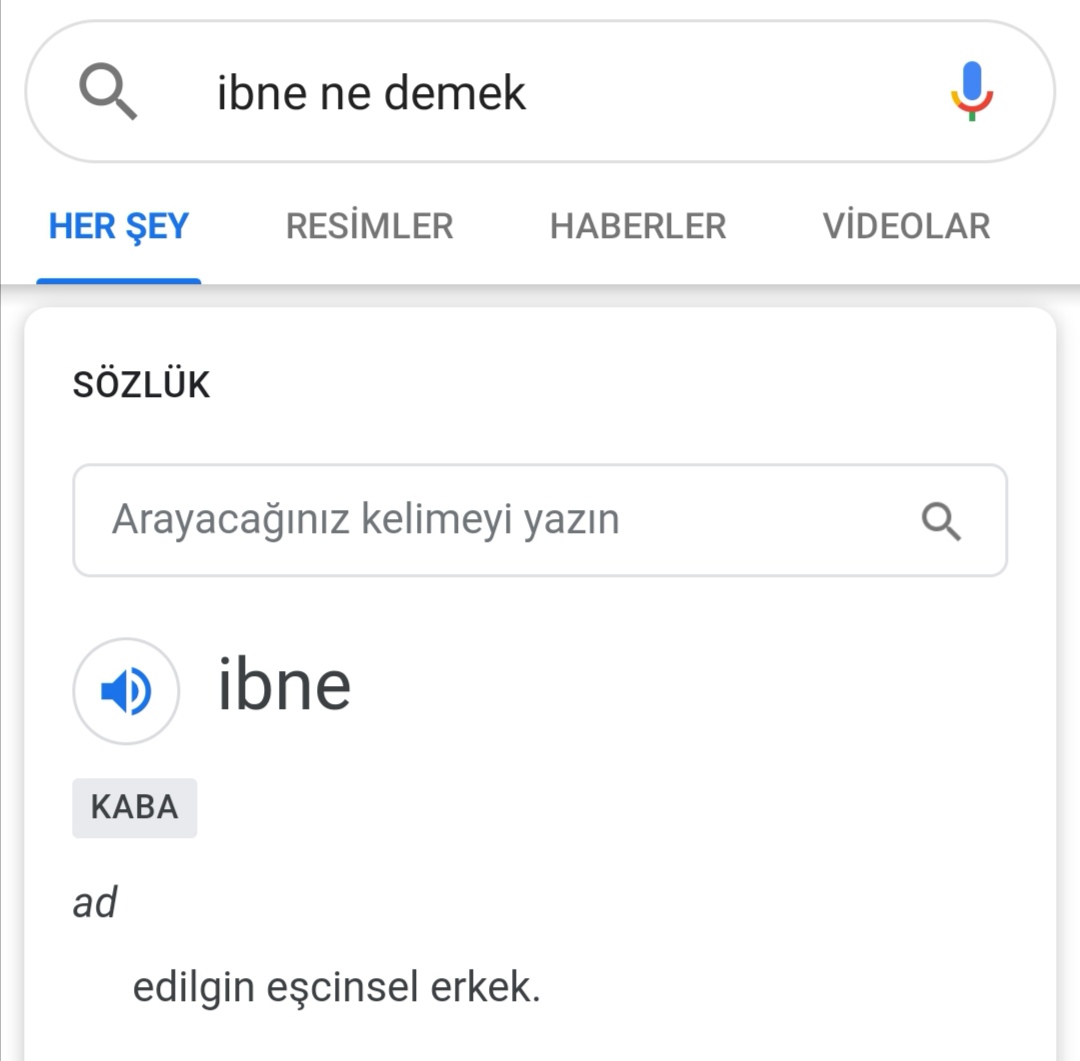 ibne ne demek
HER ŞEY RESİMLER HABERLER VİDEOLAR
SÖZLÜK
Arayacağınız kelimeyi yazın
ibne
KABA
ad
edilgin eşcinsel erkek.